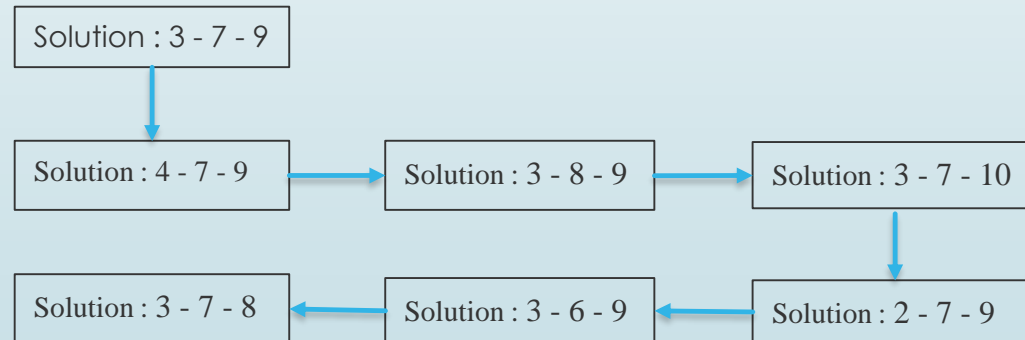 Solution : 3 - 7 - 9
Solution : 4 - 7 - 9
Solution : 3 - 8 - 9
Solution : 3 - 7 - 10
Solution : 2 - 7 - 9
Solution : 3 - 6 - 9
Solution : 3 - 7 - 8